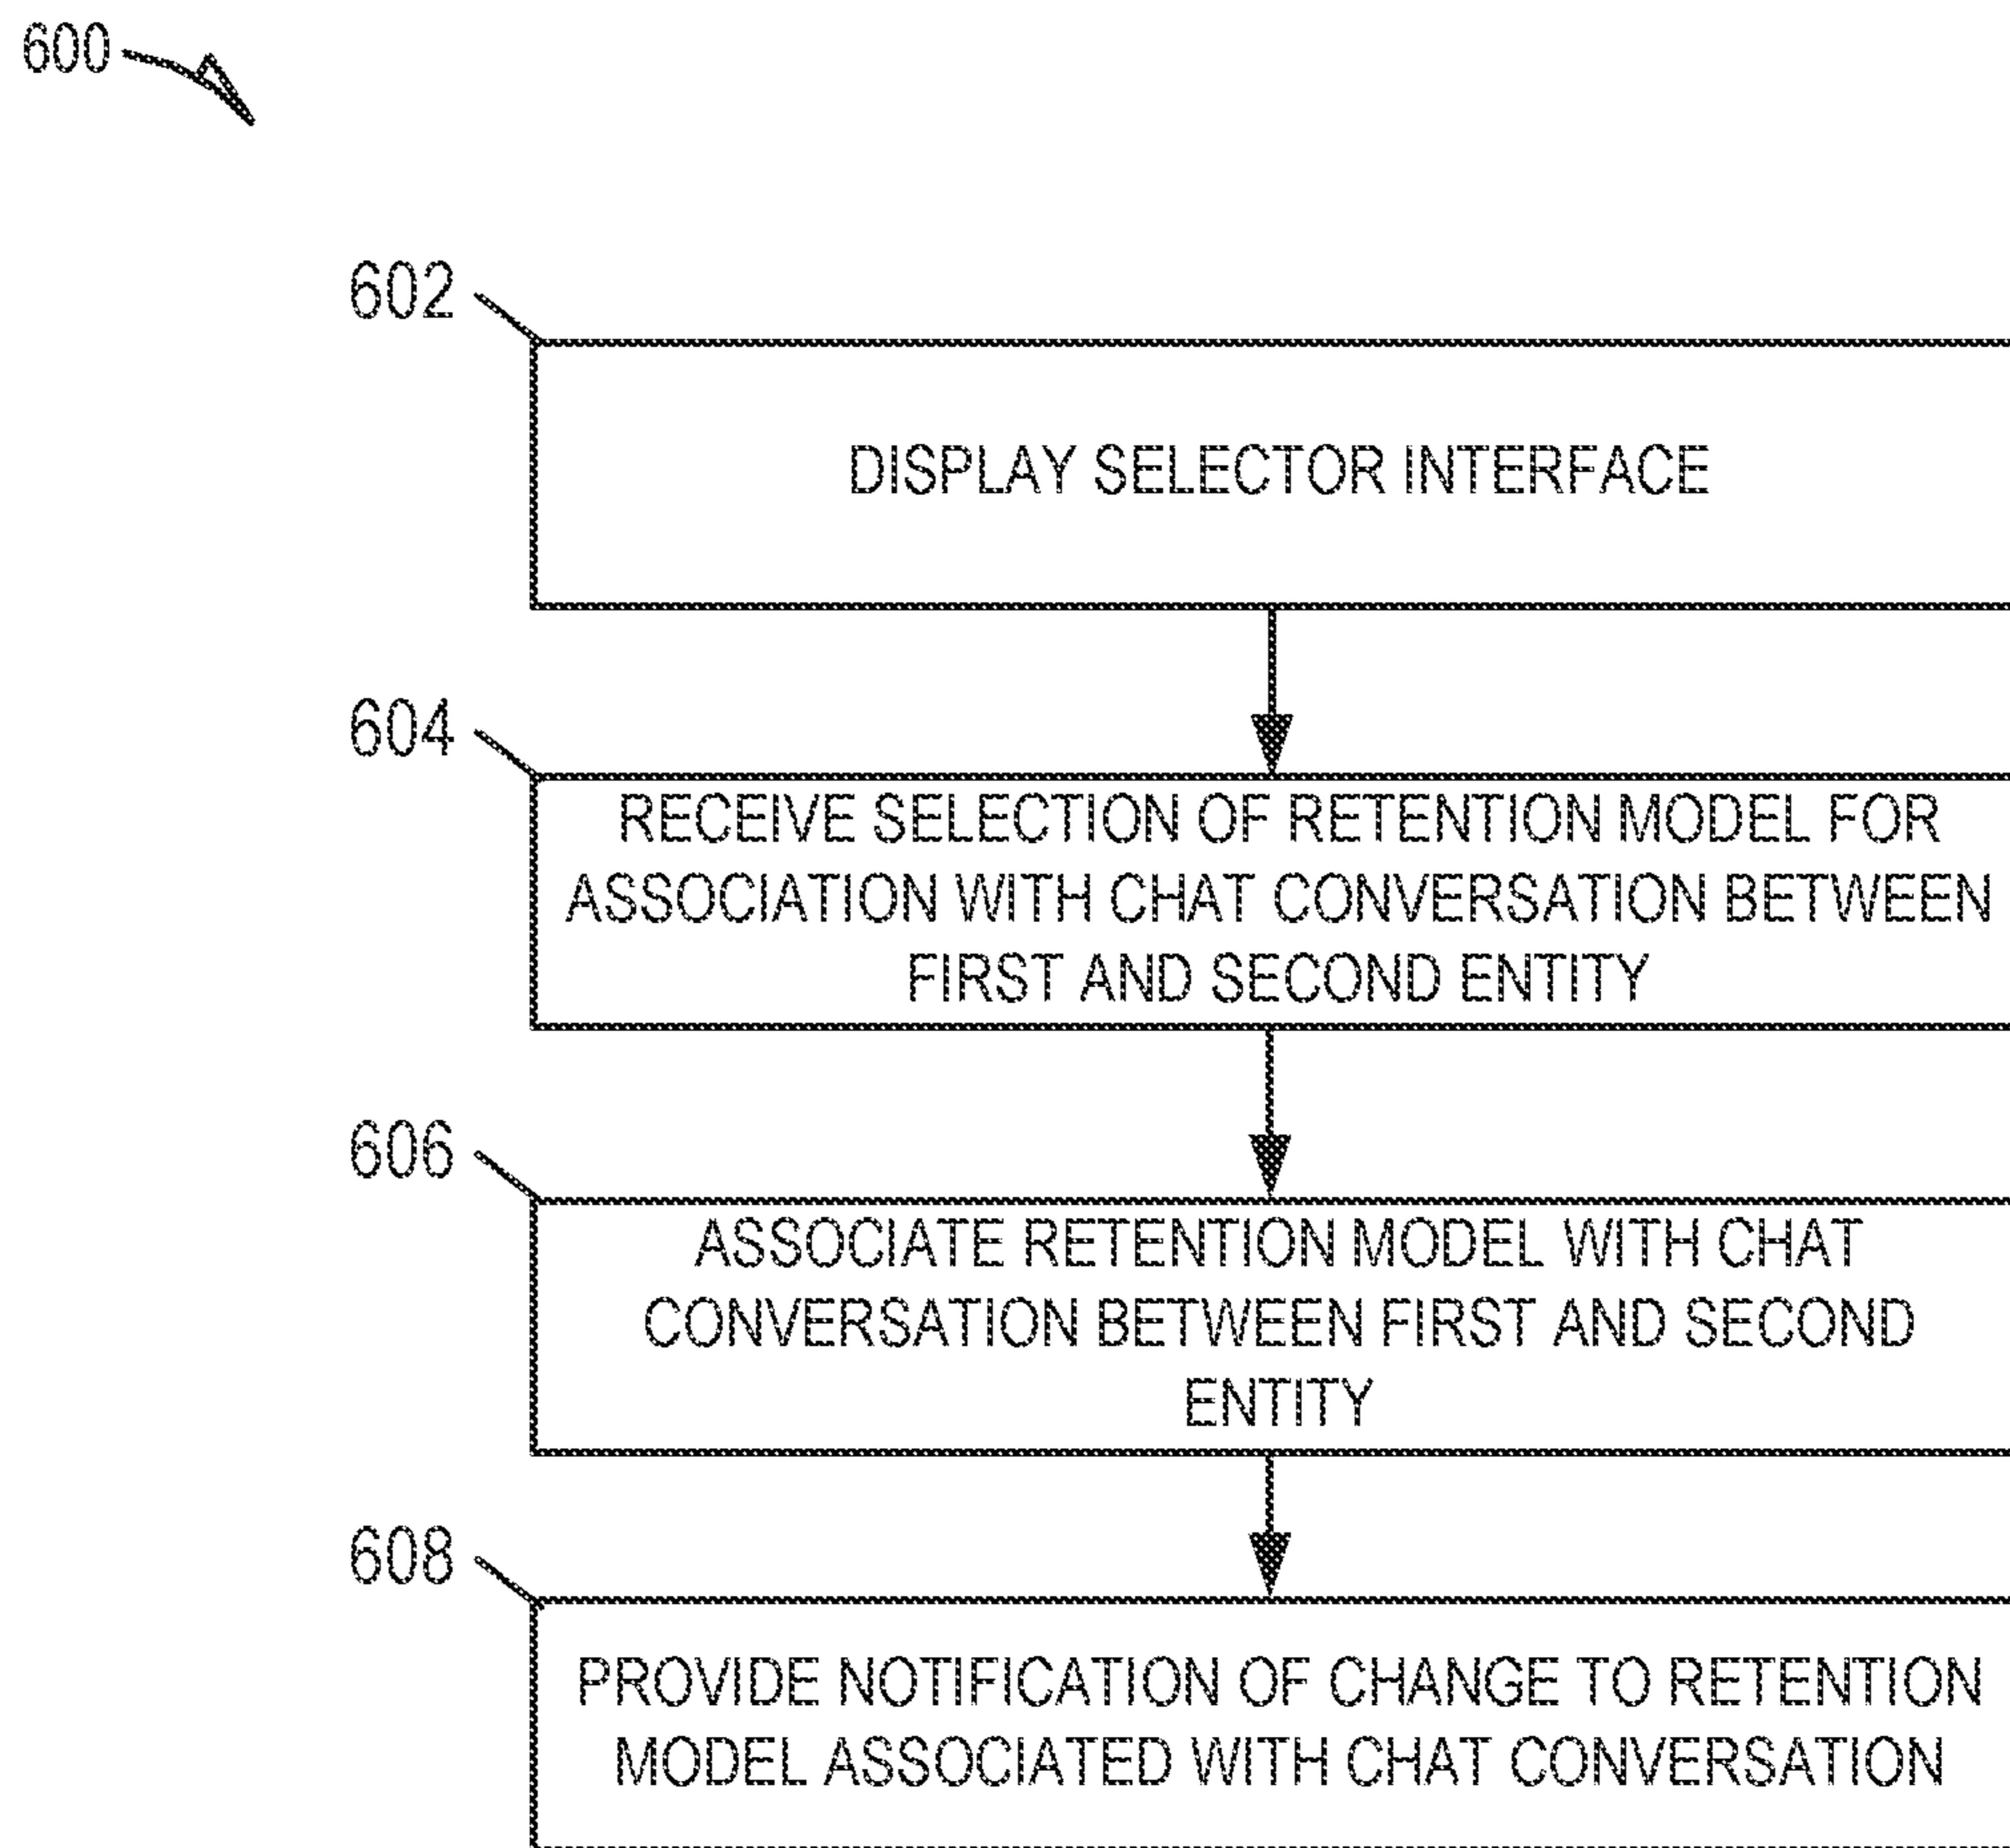 600
602
DISPLAY SELECTOR INTERFACE
604
RECEIVE SELECTION OF RETENTION MODEL FOR
ASSOCIATION WITH CHAT CONVERSATION BETWEEN
FIRST AND SECOND ENTITY
606
ASSOCIATE RETENTION MODEL WITH CHAT
CONVERSATION BETWEEN FIRST AND SECOND
ENTITY
608
PROVIDE NOTIFICATION OF CHANGE TO RETENTION
MODEL ASSOCIATED WITH CHAT CONVERSATION